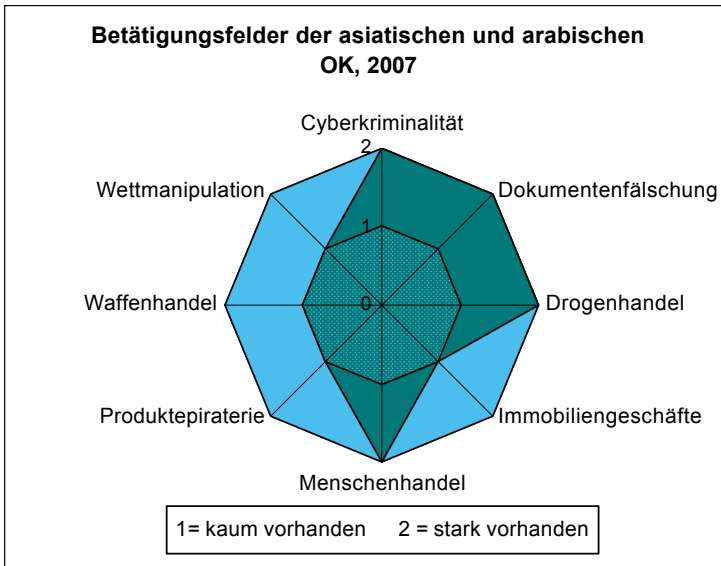 Betätigungsfelder der asiatischen und arabischen
OK, 2007
Cyberkriminalität
2
Wettmanipulation
Dokumentenfälschung
1
Waffenhandel
0
Drogenhandel
Produktepiraterie
Immobiliengeschäfte
Menschenhandel
1= kaum vorhanden 2 = stark vorhanden